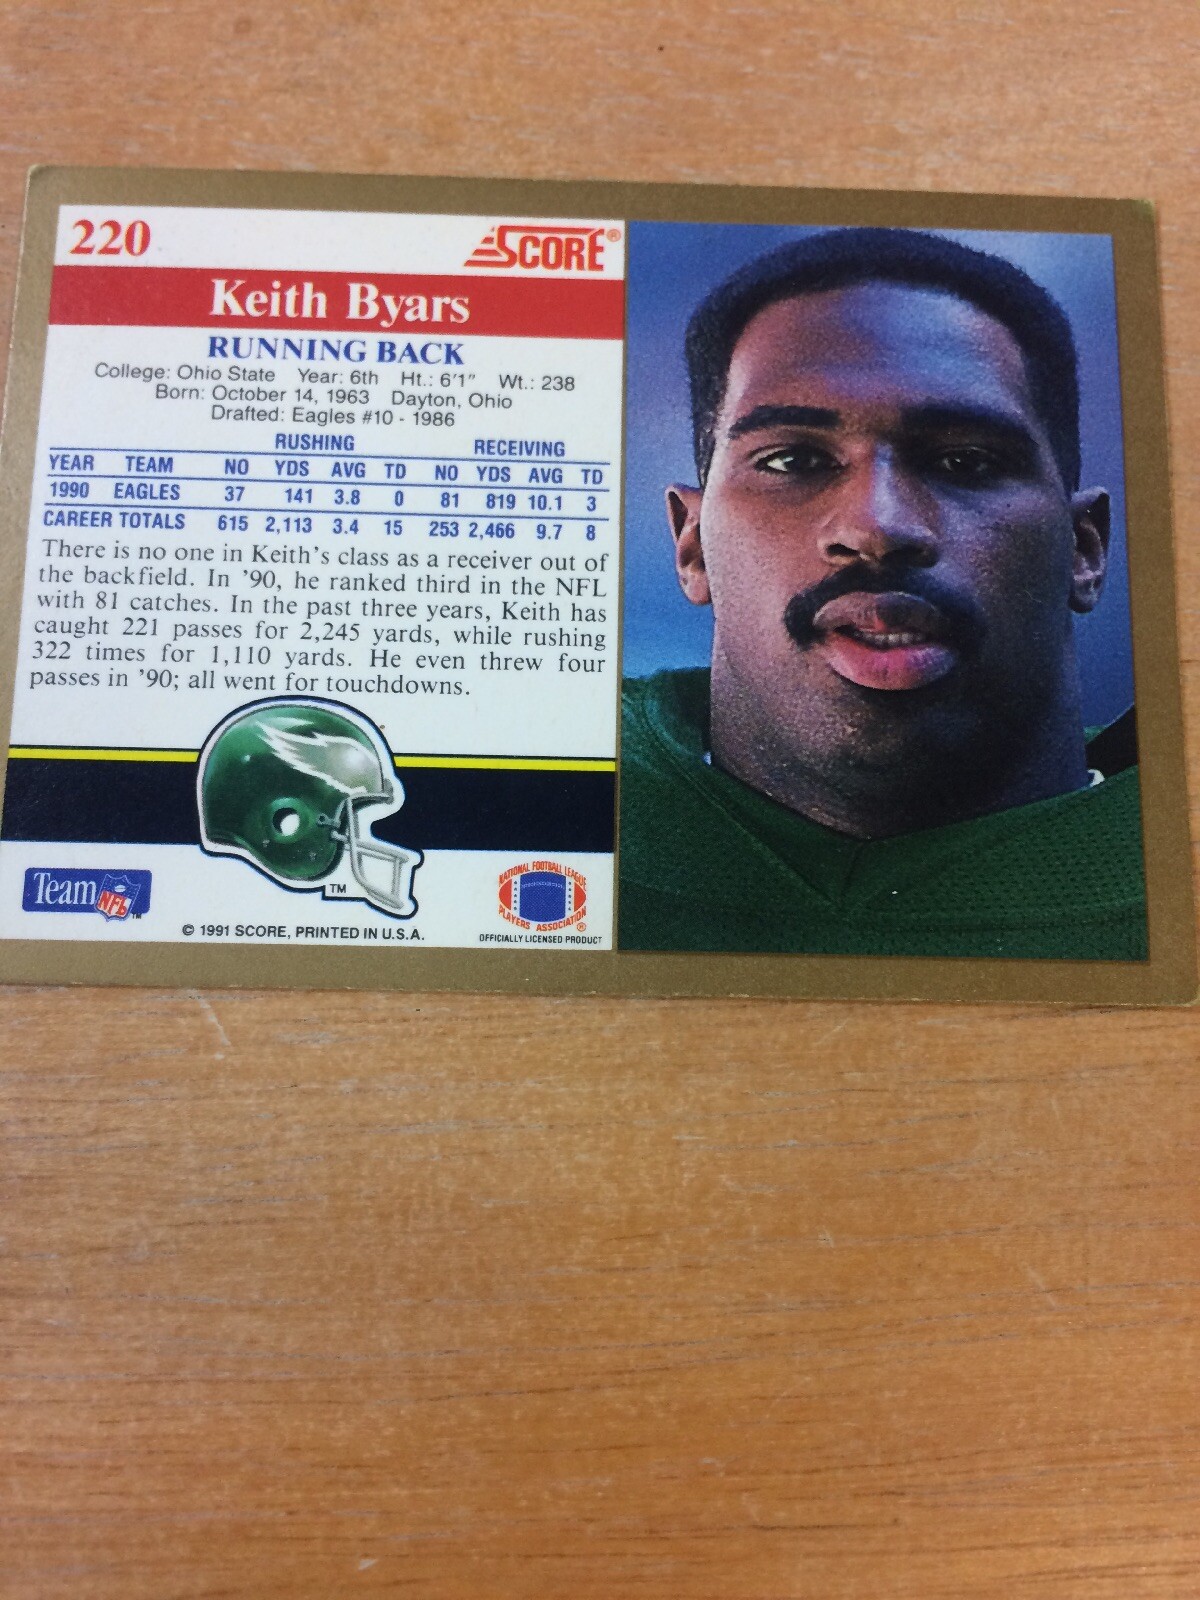 220
SCORE®
Keith Byars
RUNNING BACK
College: Ohio State Year: 6th Ht.: 6'1" Wt.: 238
Born: October 14, 1963 Dayton, Ohio
Drafted: Eagles #10 - 1986
RUSHING RECEIVING
YEAR TEAM NO YDS AVG TD NO YDS AVG TD
1990 EAGLES 37 141 3.8 0 81 819 10.1 3
CAREER TOTALS 615 2,113 3.4 15 253 2,466 9.7 8
There is no one in Keith's class as a receiver out of
the backfield. In '90, he ranked third in the NFL
with 81 catches. In the past three years, Keith has
caught 221 passes for 2,245 yards, while rushing
322 times for 1,110 yards. He even threw four
passes in '90; all went for touchdowns.
TM
Team NFL TM
NATIONAL FOOTBALL LEAGUE
PLAYERS ASSOCIATION®
© 1991 SCORE, PRINTED IN U.S.A.
OFFICIALLY LICENSED PRODUCT